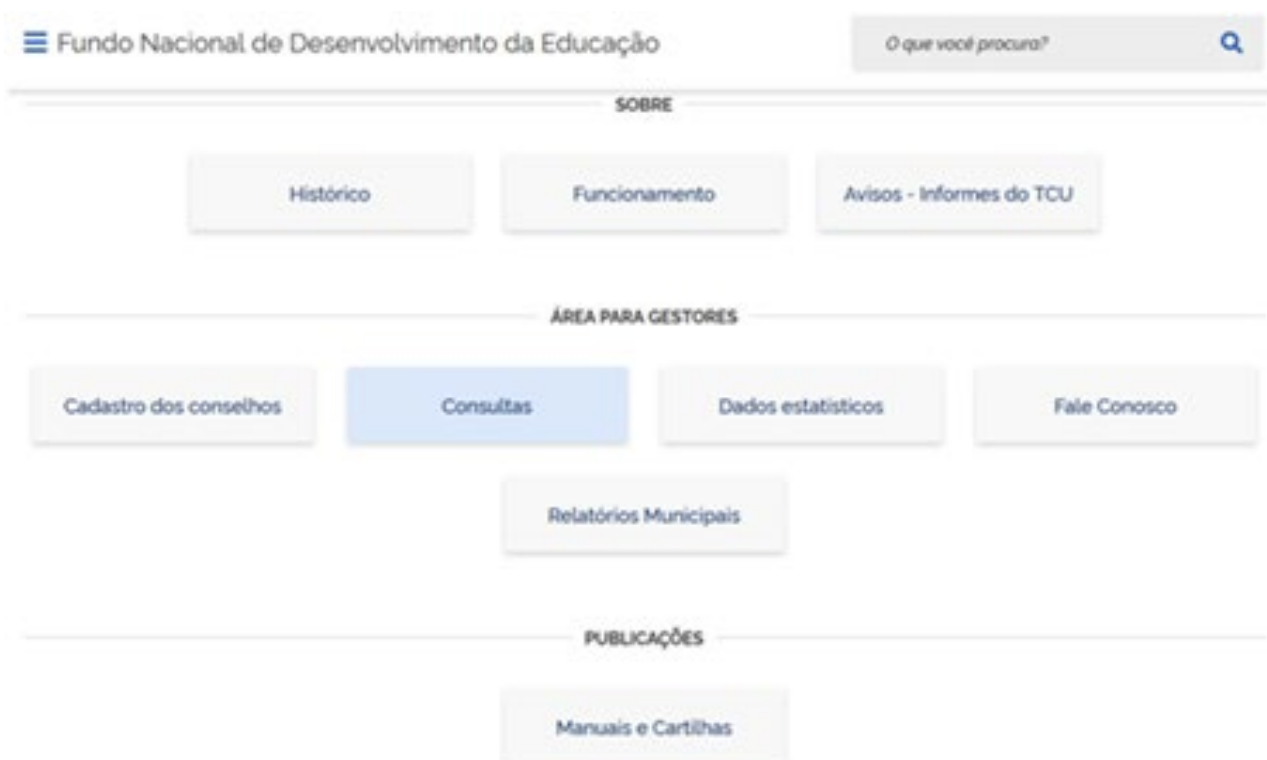 Fundo Nacional de Desenvolvimento da Educação
O que você procura?
SOBRE
Histórico
Funcionamento
Avisos - Informes do TCU
ÁREA PARA GESTORES
Cadastro dos conselhos
Consultas
Dados estatísticos
Fale Conosco
Relatórios Municipais
PUBLICAÇÕES
Manuais e Cartilhas